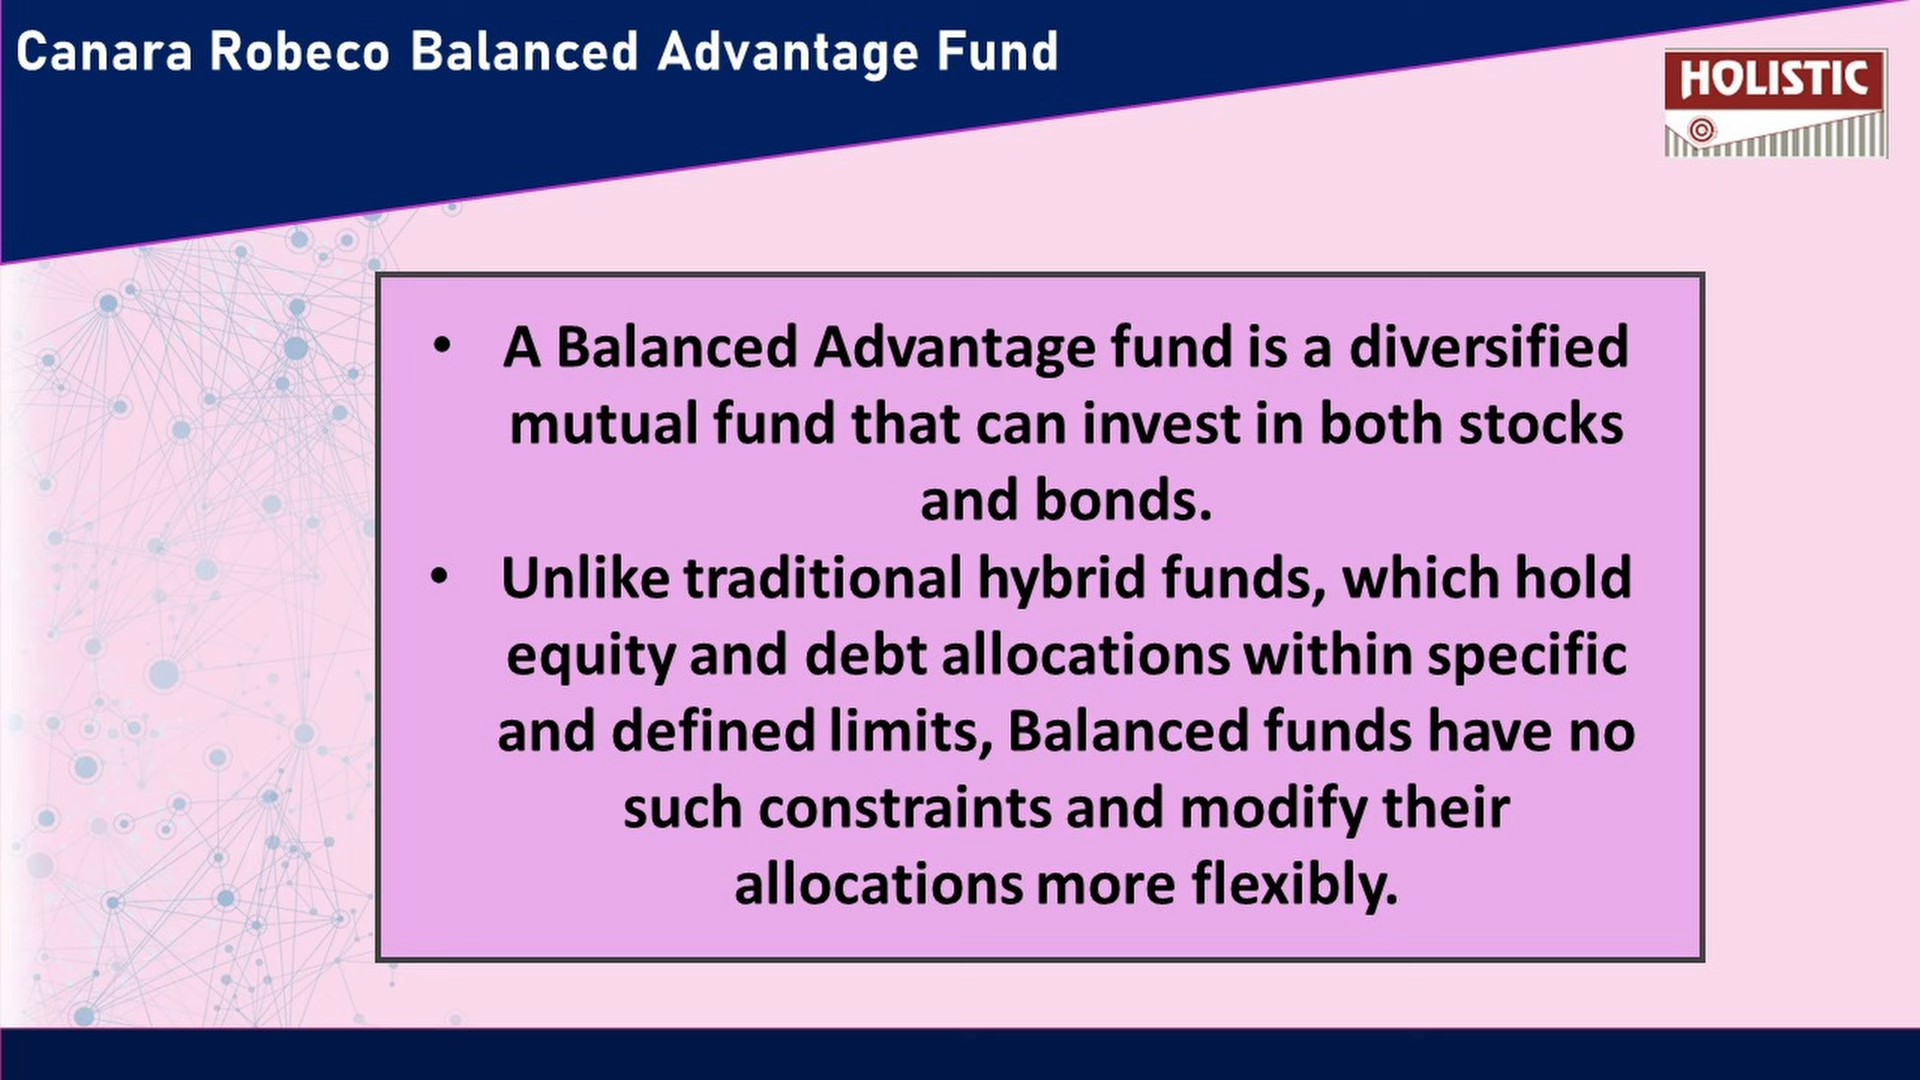 Canara Robeco Balanced Advantage Fund
HOLISTIC
• A Balanced Advantage fund is a diversified
mutual fund that can invest in both stocks
and bonds.
• Unlike traditional hybrid funds, which hold
equity and debt allocations within specific
and defined limits, Balanced funds have no
such constraints and modify their
allocations more flexibly.